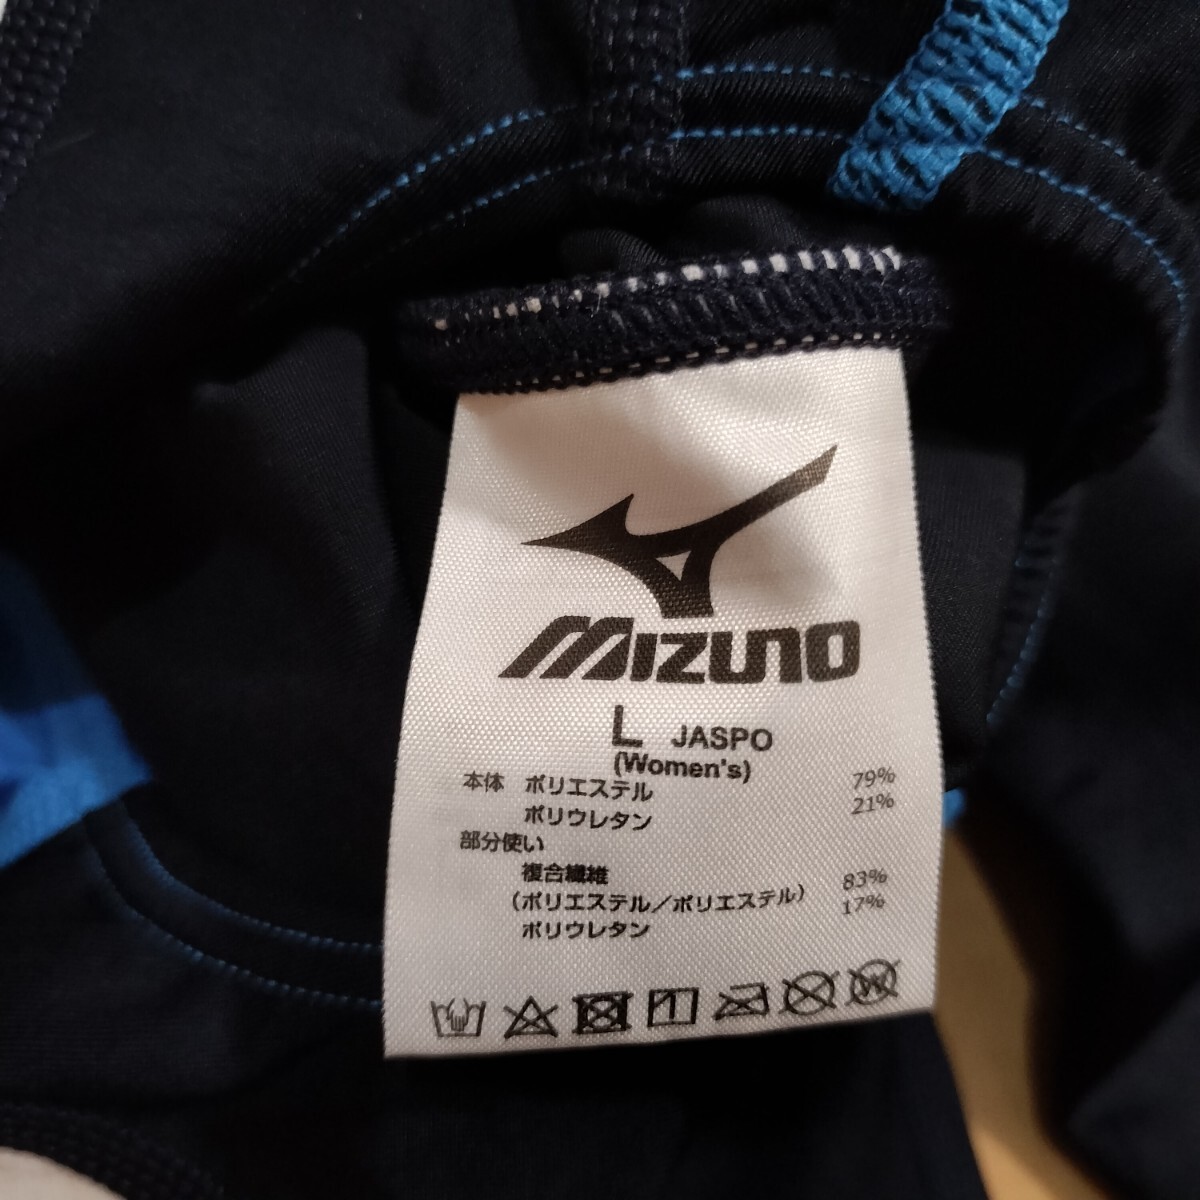 MIZUNO
L JASPO
(Women's)
本体 ポリエステル 79%
ポリウレタン 21%
部分使い
複合繊維 83%
(ポリエステル/ポリエステル)
ポリウレタン 17%
W